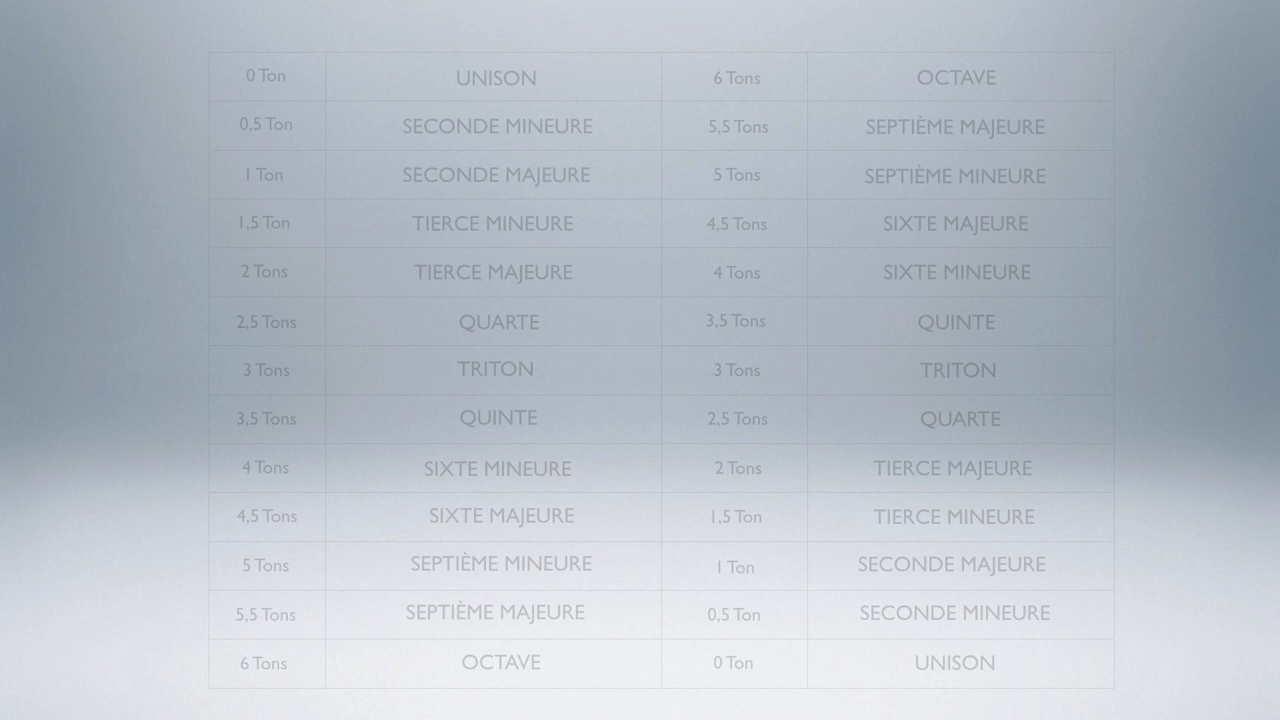 0 Ton UNISON 6 Tons OCTAVE
0,5 Ton SECONDE MINEURE 5,5 Tons SEPTIÈME MAJEURE
1 Ton SECONDE MAJEURE 5 Tons SEPTIÈME MINEURE
1,5 Ton TIERCE MINEURE 4,5 Tons SIXTE MAJEURE
2 Tons TIERCE MAJEURE 4 Tons SIXTE MINEURE
2,5 Tons QUARTE 3,5 Tons QUINTE
3 Tons TRITON 3 Tons TRITON
3,5 Tons QUINTE 2,5 Tons QUARTE
4 Tons SIXTE MINEURE 2 Tons TIERCE MAJEURE
4,5 Tons SIXTE MAJEURE 1,5 Ton TIERCE MINEURE
5 Tons SEPTIÈME MINEURE 1 Ton SECONDE MAJEURE
5,5 Tons SEPTIÈME MAJEURE 0,5 Ton SECONDE MINEURE
6 Tons OCTAVE 0 Ton UNISON